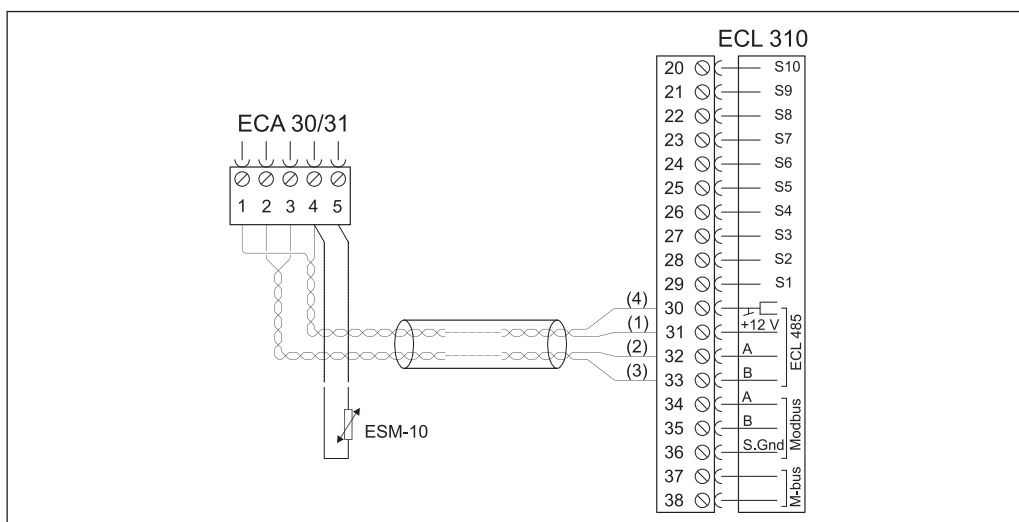 ECL 310
ECA 30/31
1 2 3 4 5
20 S10
21 S9
22 S8
23 S7
24 S6
25 S5
26 S4
27 S3
28 S2
29 S1
(4) 30
(1) 31 +12 V
(2) 32 A
(3) 33 B
ECL 485
34 A
35 B
36 S.Gnd
Modbus
37
38
M-bus
ESM-10